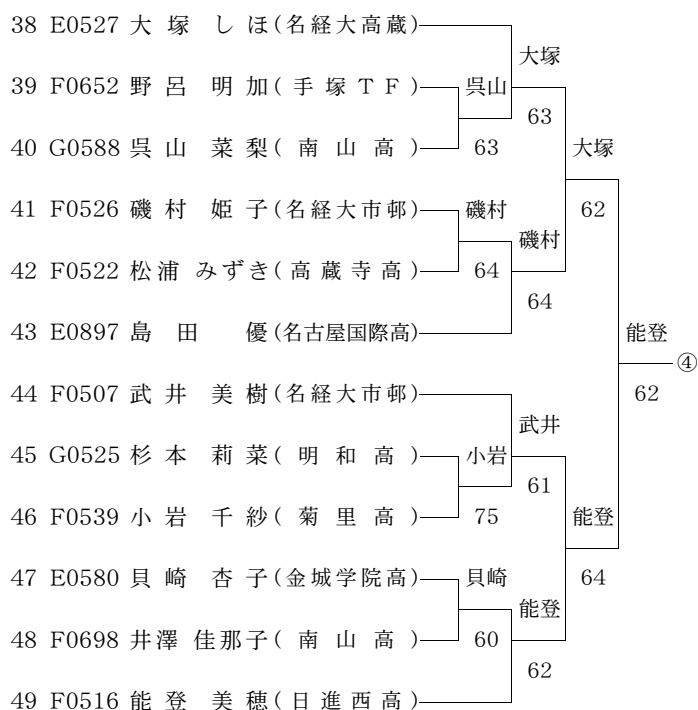 38 E0527 大塚 しほ(名経大高蔵)
大塚
39 F0652 野呂 明加(手塚TF)
呉山
63
40 G0588 呉山 菜梨(南山高)
63
大塚
41 F0526 磯村 姫子(名経大市邨)
磯村
62
磯村
42 F0522 松浦 みずき(高蔵寺高)
64
64
43 E0897 島田 優(名古屋国際高)
能登
④
44 F0507 武井 美樹(名経大市邨)
62
武井
45 G0525 杉本 莉菜(明和高)
小岩
61
46 F0539 小岩 千紗(菊里高)
75
能登
47 E0580 貝崎 杏子(金城学院高)
貝崎
64
能登
48 F0698 井澤 佳那子(南山高)
60
62
49 F0516 能登 美穂(日進西高)